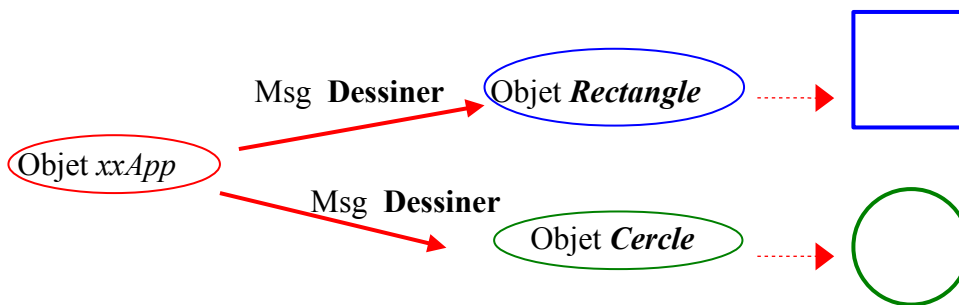 Msg Dessiner
Objet Rectangle
Objet xxApp
Msg Dessiner
Objet Cercle